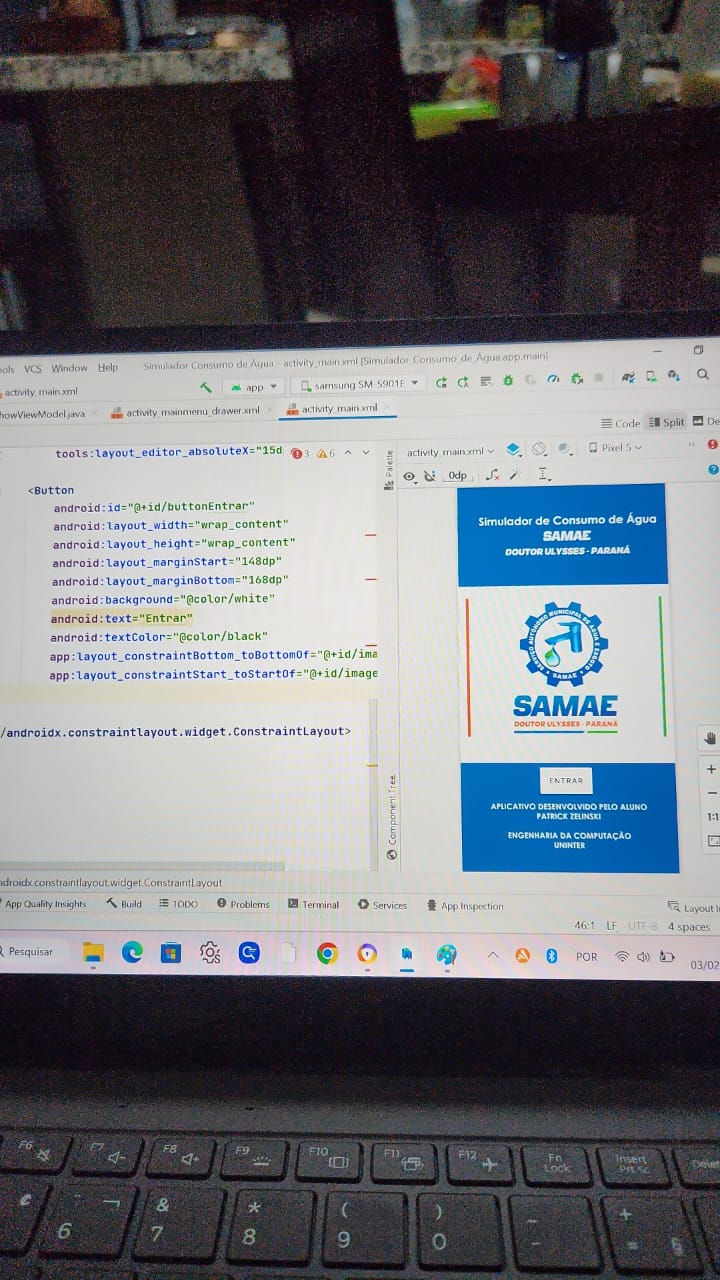 VCS Window Help Simulador Consumo de Água - activity_main.xml [Simulador_Consumo_de_Água.app.main]
activity_main.xml app samsung SM-S901E
howViewModel.java activity_mainmenu_drawer.xml activity_main.xml
Code Split De
tools:layout_editor_absoluteX="15d 3 6
Palette
activity_main.xml Pixel 5
0dp
<Button
android:id="@+id/buttonEntrar"
android:layout_width="wrap_content"
android:layout_height="wrap_content"
android:layout_marginStart="148dp"
android:layout_marginBottom="168dp"
android:background="@color/white"
android:text="Entrar"
android:textColor="@color/black"
app:layout_constraintBottom_toBottomOf="@+id/ima
app:layout_constraintStart_toStartOf="@+id/image
/androidx.constraintlayout.widget.ConstraintLayout>
Component Tree
Simulador de Consumo de Água
SAMAE
DOUTOR ULYSSES - PARANÁ
SERVIÇO AUTÔNOMO MUNICIPAL DE ÁGUA E ESGOTO
SAMAE
SAMAE
DOUTOR ULYSSES - PARANÁ
ENTRAR
APLICATIVO DESENVOLVIDO PELO ALUNO
PATRICK ZELINSKI
ENGENHARIA DA COMPUTAÇÃO
UNINTER
1:1
ndroidx.constraintlayout.widget.ConstraintLayout
App Quality Insights Build TODO Problems Terminal Services App Inspection Layout In
46:1 LF UTF-8 4 spaces
Pesquisar POR 03/02
F6 F7 F8 F9 F10 F11 F12 Fn Lock Insert Prt Sc Delet
6 & 7 * 8 ( 9 ) 0 _ - + = §